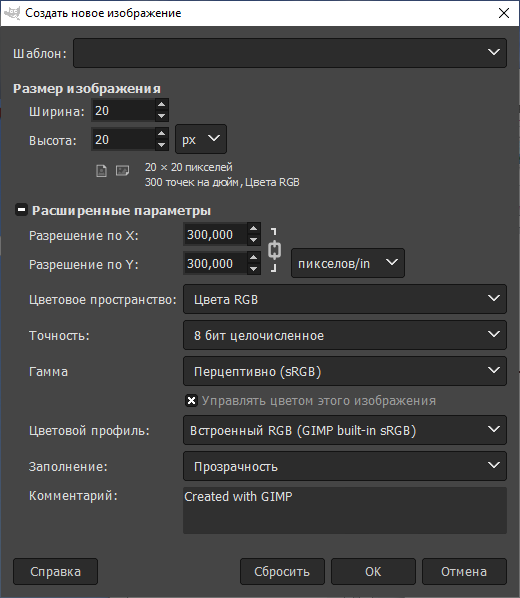 Создать новое изображение
Шаблон:
Размер изображения
Ширина: 20
Высота: 20 px
20 × 20 пикселей
300 точек на дюйм, Цвета RGB
Расширенные параметры
Разрешение по X: 300,000
Разрешение по Y: 300,000 пикселов/in
Цветовое пространство: Цвета RGB
Точность: 8 бит целочисленное
Гамма Перцептивно (sRGB)
Управлять цветом этого изображения
Цветовой профиль: Встроенный RGB (GIMP built-in sRGB)
Заполнение: Прозрачность
Комментарий: Created with GIMP
Справка Сбросить OK Отмена